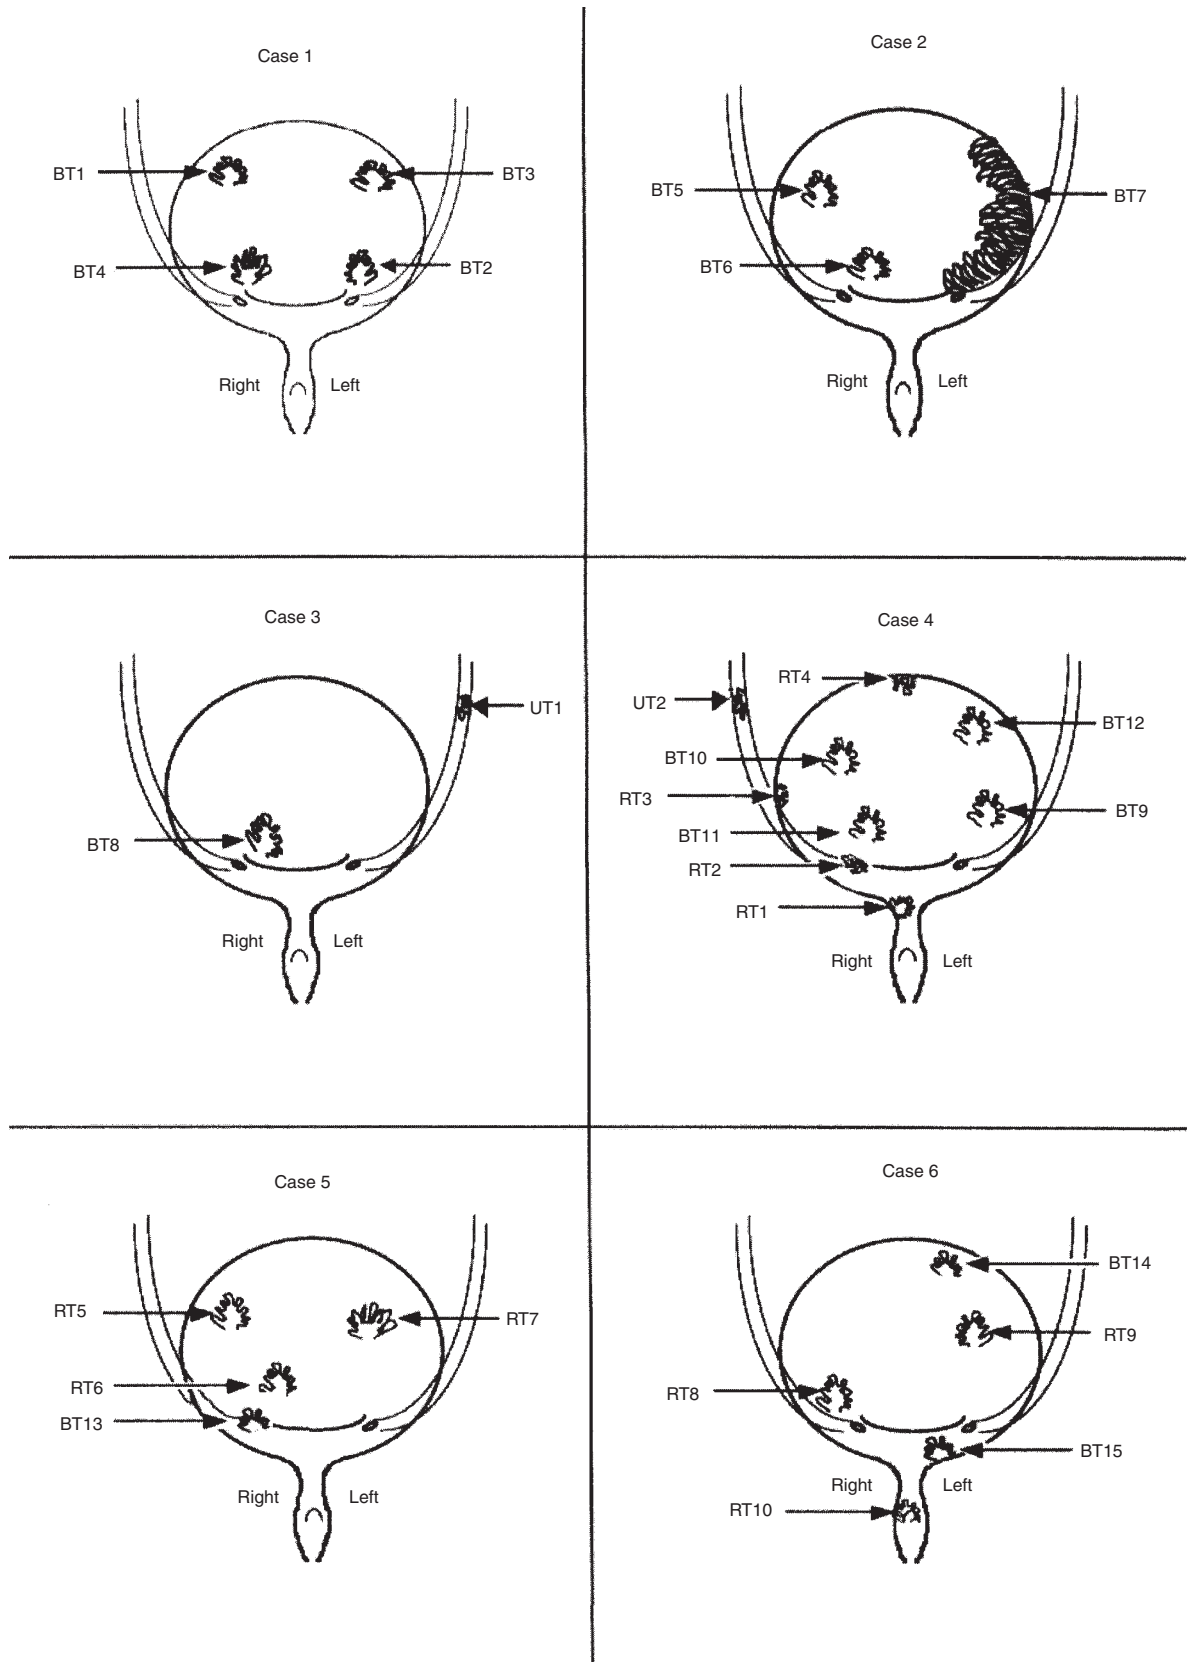 Case 1
BT1
BT3
BT4
BT2
Right
Left
Case 2
BT5
BT7
BT6
Right
Left
Case 3
UT1
BT8
Right
Left
Case 4
RT4
UT2
BT12
BT10
RT3
BT9
BT11
RT2
RT1
Right
Left
Case 5
RT5
RT7
RT6
BT13
Right
Left
Case 6
BT14
RT9
RT8
BT15
Right
Left
RT10